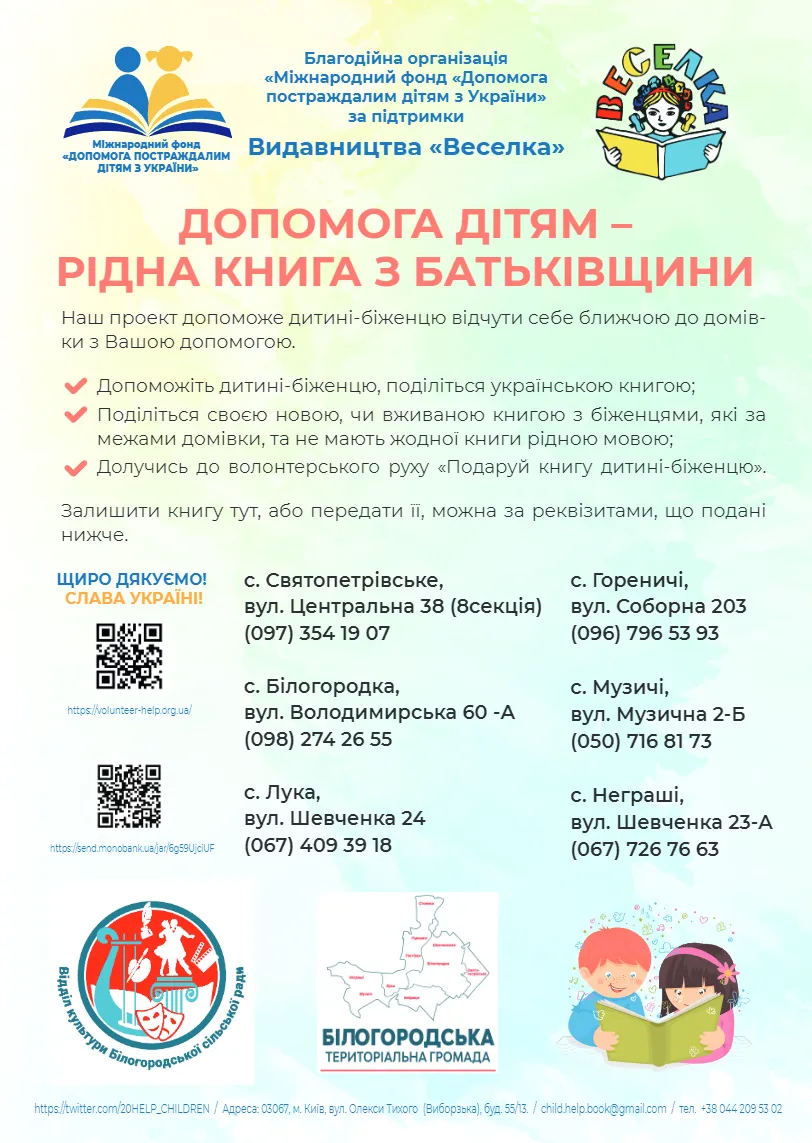 Благодійна організація
«Міжнародний фонд «Допомога
постраждалим дітям з України»
за підтримки
Видавництва «Веселка»
Міжнародний фонд
«ДОПОМОГА ПОСТРАЖДАЛИМ
ДІТЯМ З УКРАЇНИ»
ВЕСЕЛКА
ДОПОМОГА ДІТЯМ –
РІДНА КНИГА З БАТЬКІВЩИНИ
Наш проект допоможе дитині-біженцю відчути себе ближчою до домів-
ки з Вашою допомогою.
Допоможіть дитині-біженцю, поділіться українською книгою;
Поділіться своєю новою, чи вживаною книгою з біженцями, які за
межами домівки, та не мають жодної книги рідною мовою;
Долучись до волонтерського руху «Подаруй книгу дитині-біженцю».
Залишити книгу тут, або передати її, можна за реквізитами, що подані
нижче.
ЩИРО ДЯКУЄМО!
СЛАВА УКРАЇНІ!
https://volunteer-help.org.ua/
https://send.monobank.ua/jar/6g59UjciUF
с. Святопетрівське,
вул. Центральна 38 (8секція)
(097) 354 19 07
с. Білогородка,
вул. Володимирська 60 -А
(098) 274 26 55
с. Лука,
вул. Шевченка 24
(067) 409 39 18
с. Гореничі,
вул. Соборна 203
(096) 796 53 93
с. Музичі,
вул. Музична 2-Б
(050) 716 81 73
с. Неграші,
вул. Шевченка 23-А
(067) 726 76 63
Відділ культури Білогородської сільської ради
БІЛОГОРОДСЬКА
ТЕРИТОРІАЛЬНА ГРОМАДА
https://twitter.com/20HELP_CHILDREN / Адреса: 03067, м. Київ, вул. Олекси Тихого (Виборзька), буд. 55/13. / child.help.book@gmail.com / тел. +38 044 209 53 02